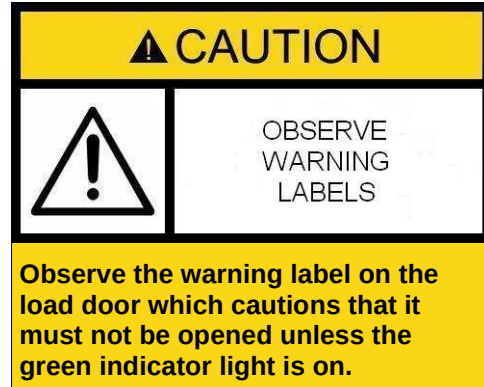 CAUTION
OBSERVE
WARNING
LABELS
Observe the warning label on the
load door which cautions that it
must not be opened unless the
green indicator light is on.